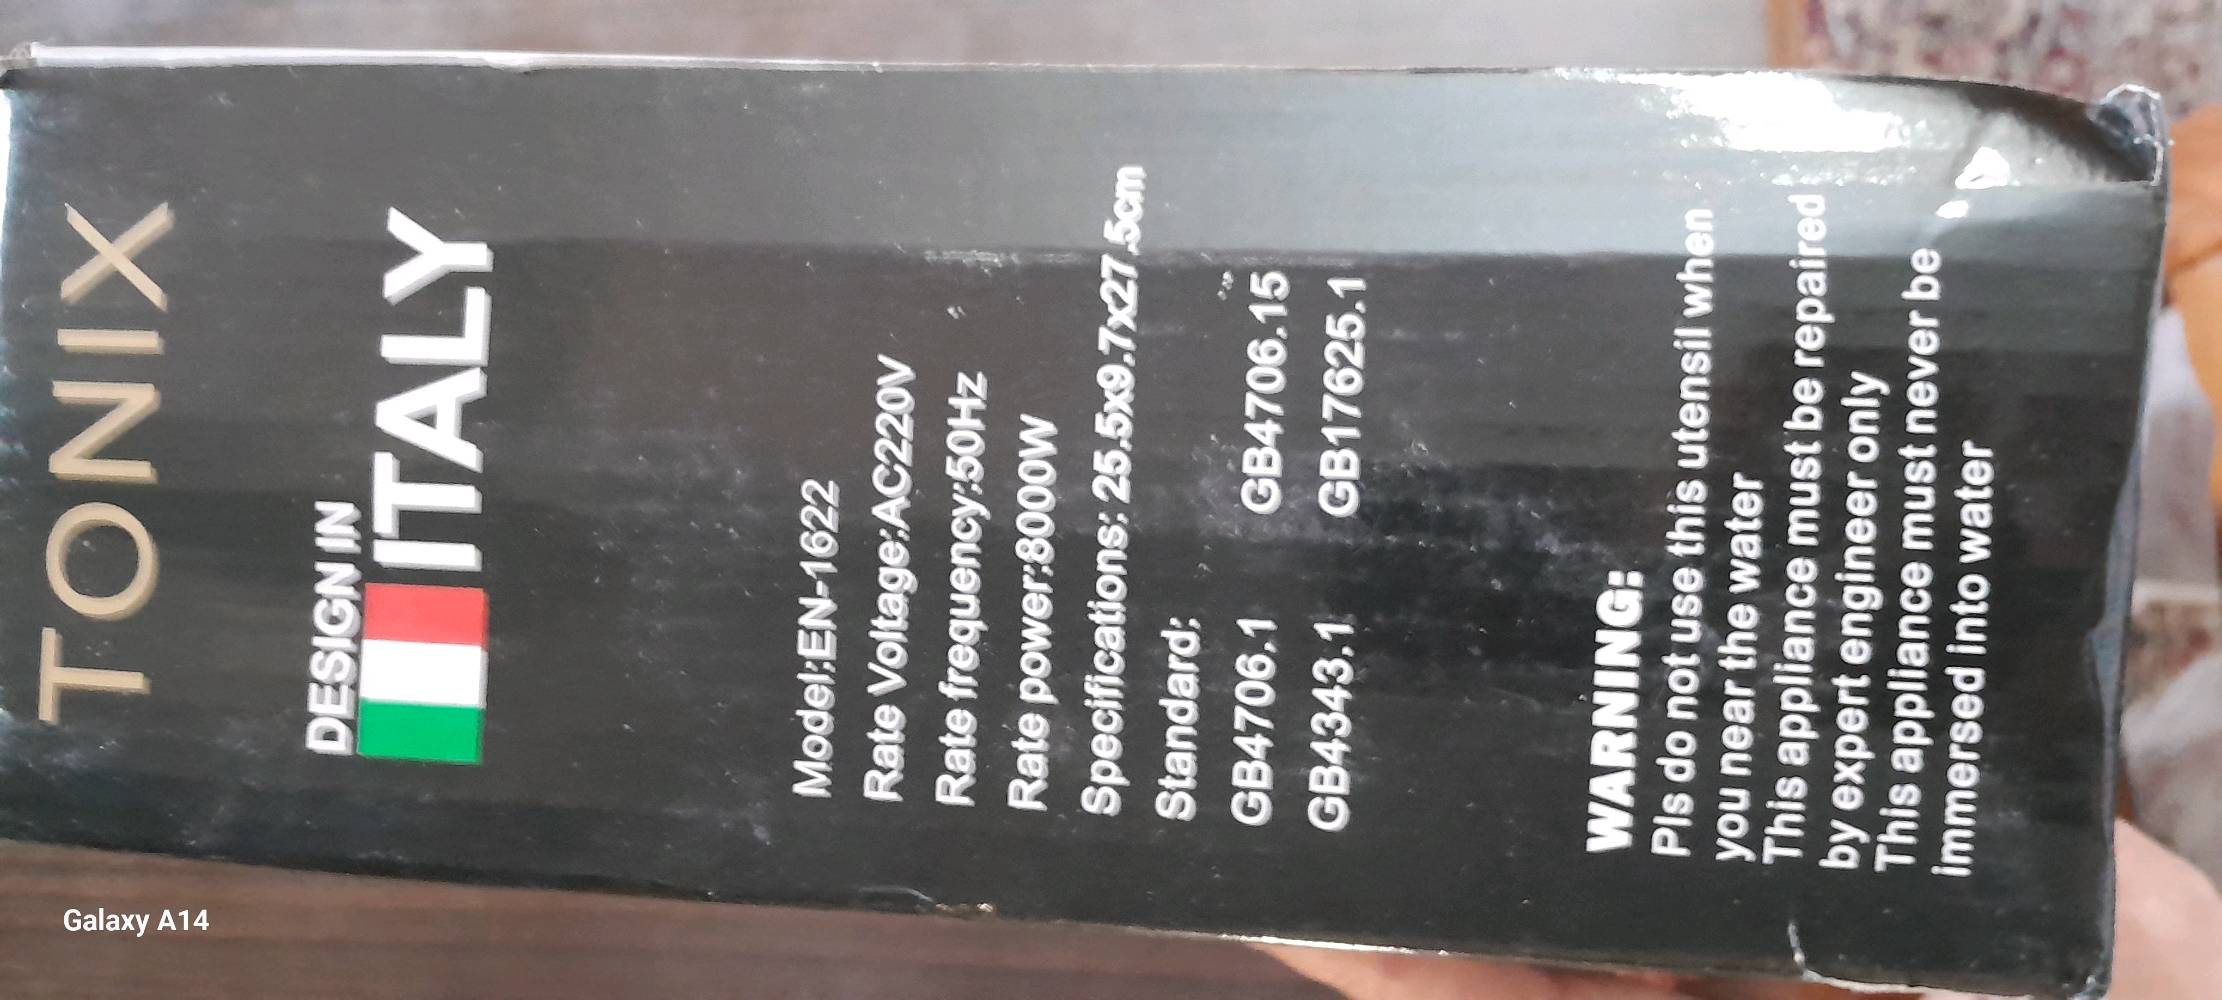 TONIX
DESIGN IN
ITALY
Model:EN-1622
Rate Voltage:AC220V
Rate frequency:50Hz
Rate power:8000W
Specifications: 25.5x9.7x27.5cm
Standard:
GB4706.1 GB4706.15
GB4343.1 GB17625.1
WARNING:
Pls do not use this utensil when
you near the water
This appliance must be repaired
by expert engineer only
This appliance must never be
immersed into water
Galaxy A14